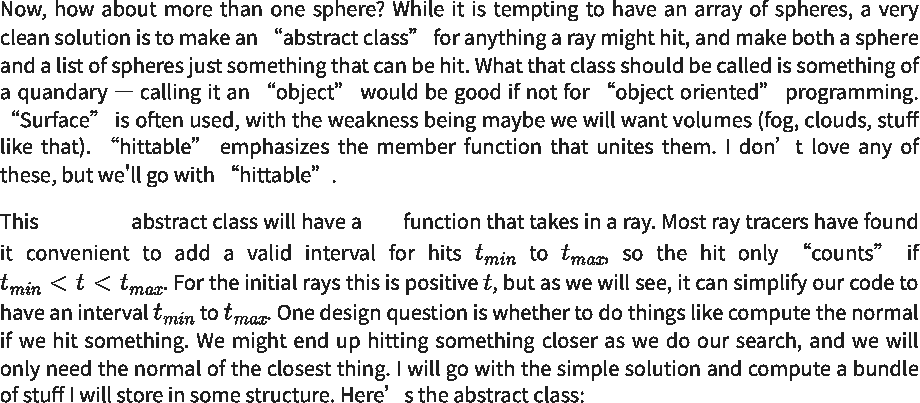 Now, how about more than one sphere? While it is tempting to have an array of spheres, a very
clean solution is to make an “abstract class” for anything a ray might hit, and make both a sphere
and a list of spheres just something that can be hit. What that class should be called is something of
a quandary — calling it an “object” would be good if not for “object oriented” programming.
“Surface” is often used, with the weakness being maybe we will want volumes (fog, clouds, stuff
like that). “hittable” emphasizes the member function that unites them. I don’t love any of
these, but we'll go with “hittable”.
This abstract class will have a function that takes in a ray. Most ray tracers have found
it convenient to add a valid interval for hits t_{min} to t_{max}, so the hit only “counts” if
t_{min} < t < t_{max}. For the initial rays this is positive t, but as we will see, it can simplify our code to
have an interval t_{min} to t_{max}. One design question is whether to do things like compute the normal
if we hit something. We might end up hitting something closer as we do our search, and we will
only need the normal of the closest thing. I will go with the simple solution and compute a bundle
of stuff I will store in some structure. Here’s the abstract class: